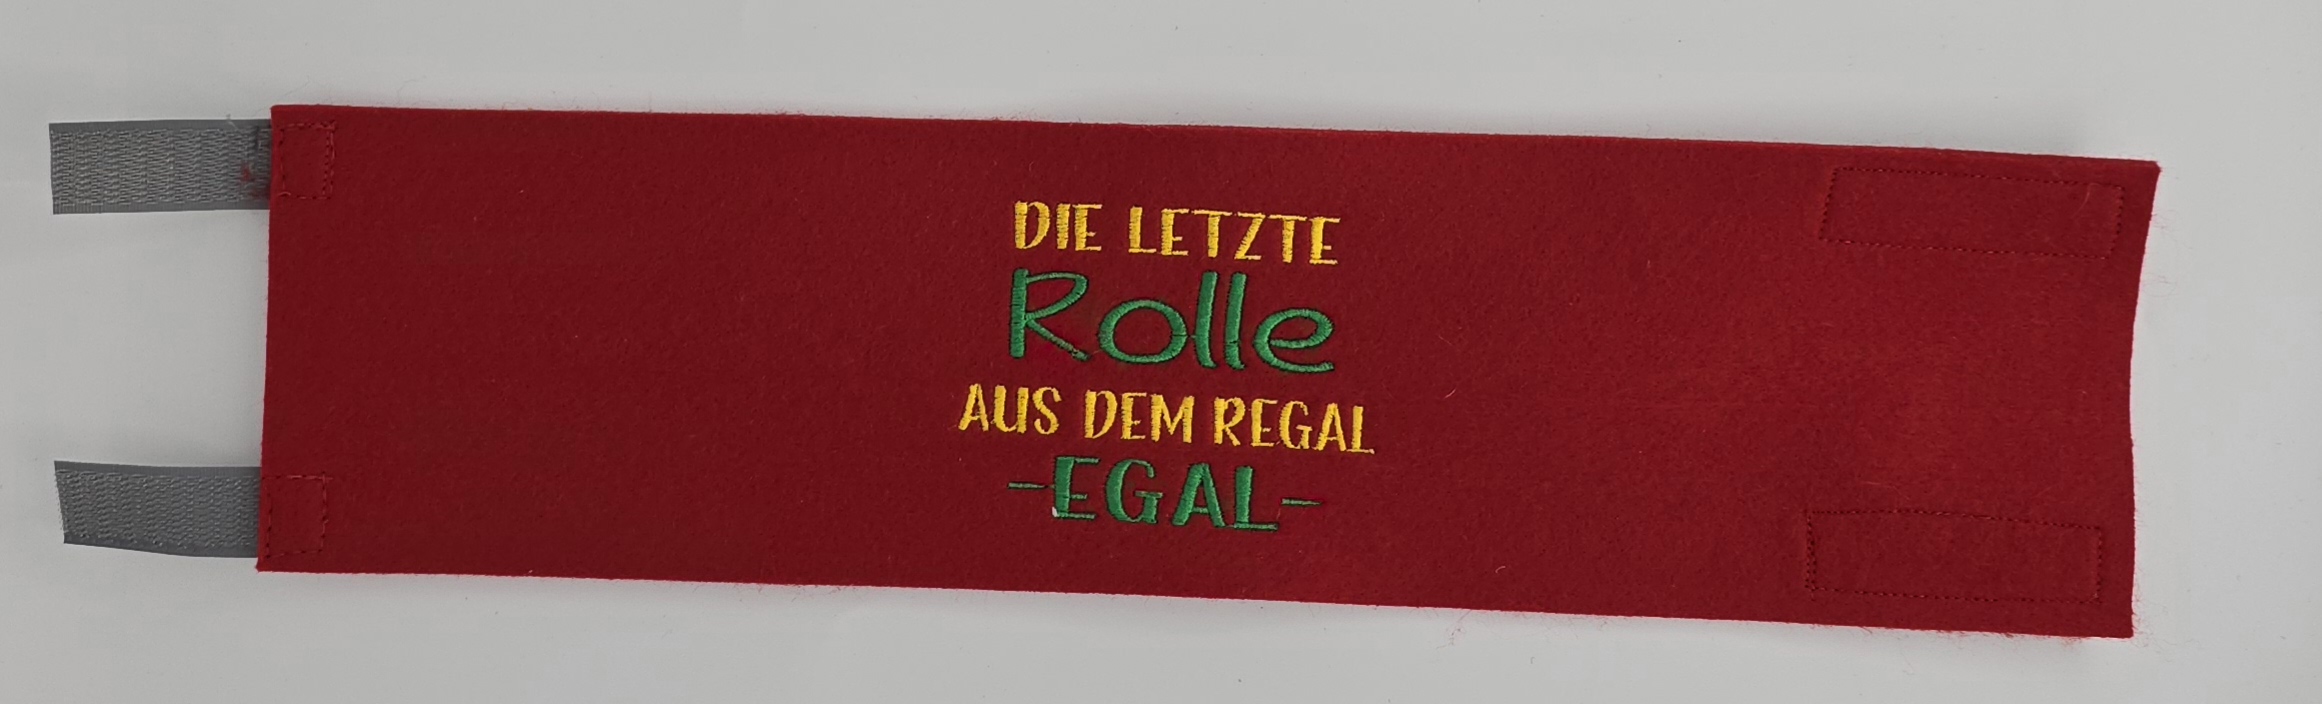 DIE LETZTE
Rolle
AUS DEM REGAL
-EGAL-